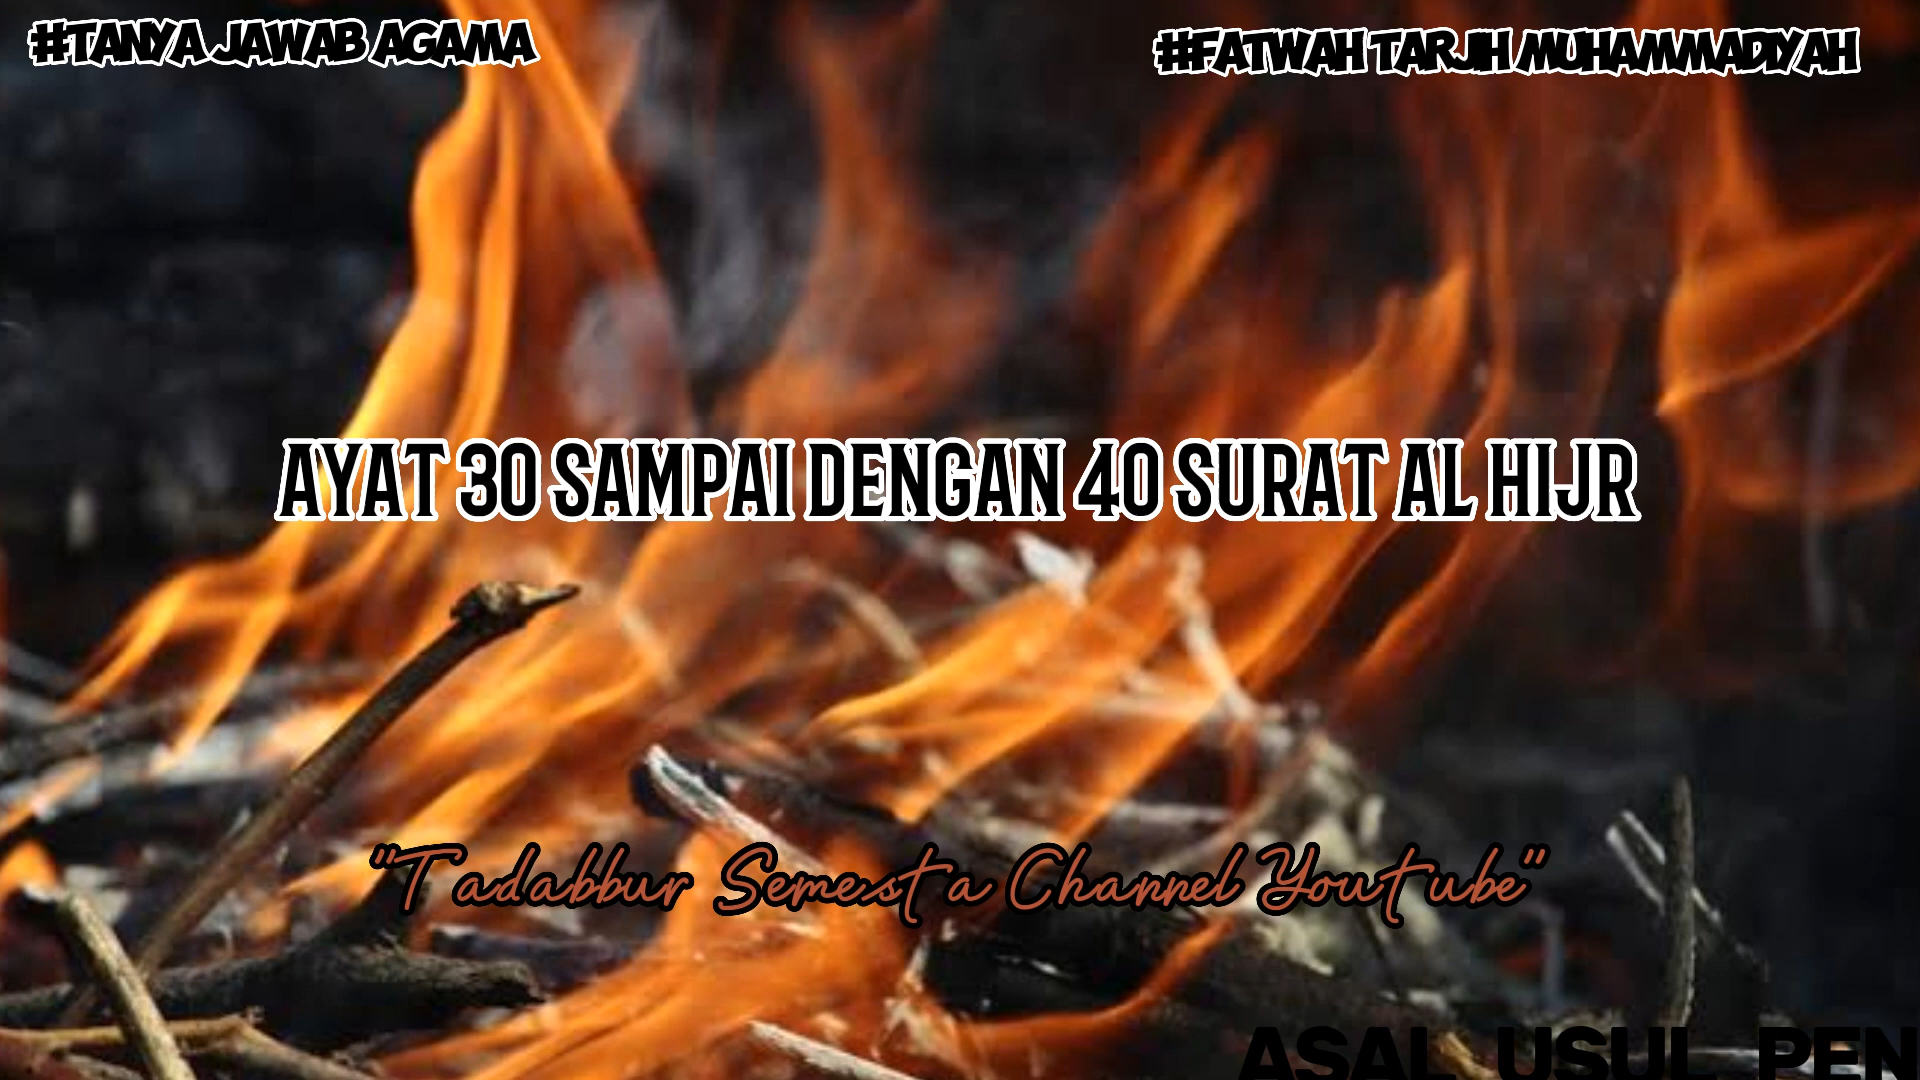 #TANYA JAWAB AGAMA
#FATWAH TARJIH MUHAMMADIYAH
AYAT 30 SAMPAI DENGAN 40 SURAT AL HIJR
"Tadabbur Semesta Channel Youtube"
ASAL USUL PEN